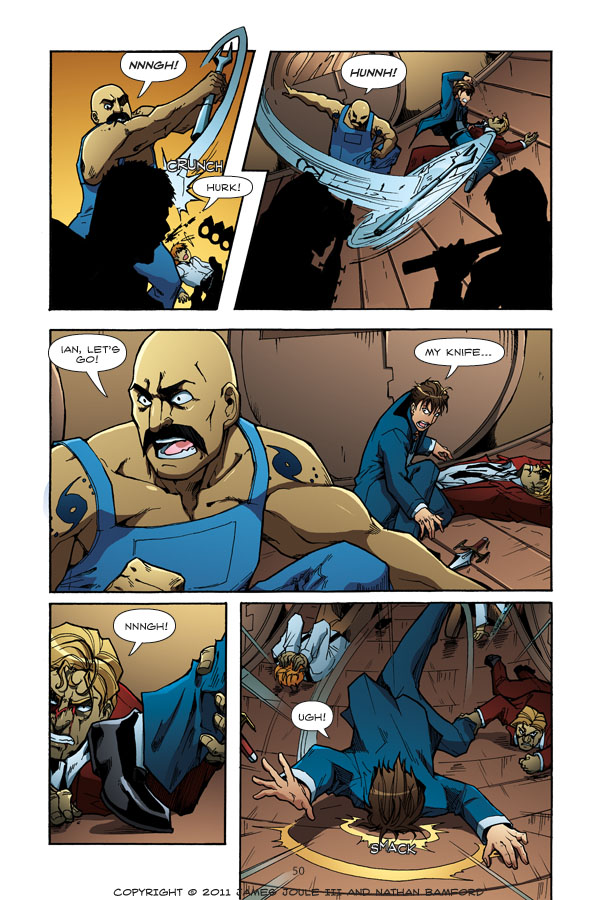 NNNGH!
CRUNCH
HURK!
HUNNH!
IAN, LET'S
GO!
MY KNIFE...
NNNGH!
UGH!
SMACK
50
COPYRIGHT © 2011 JAMES JOULE III AND NATHAN BAMFORD